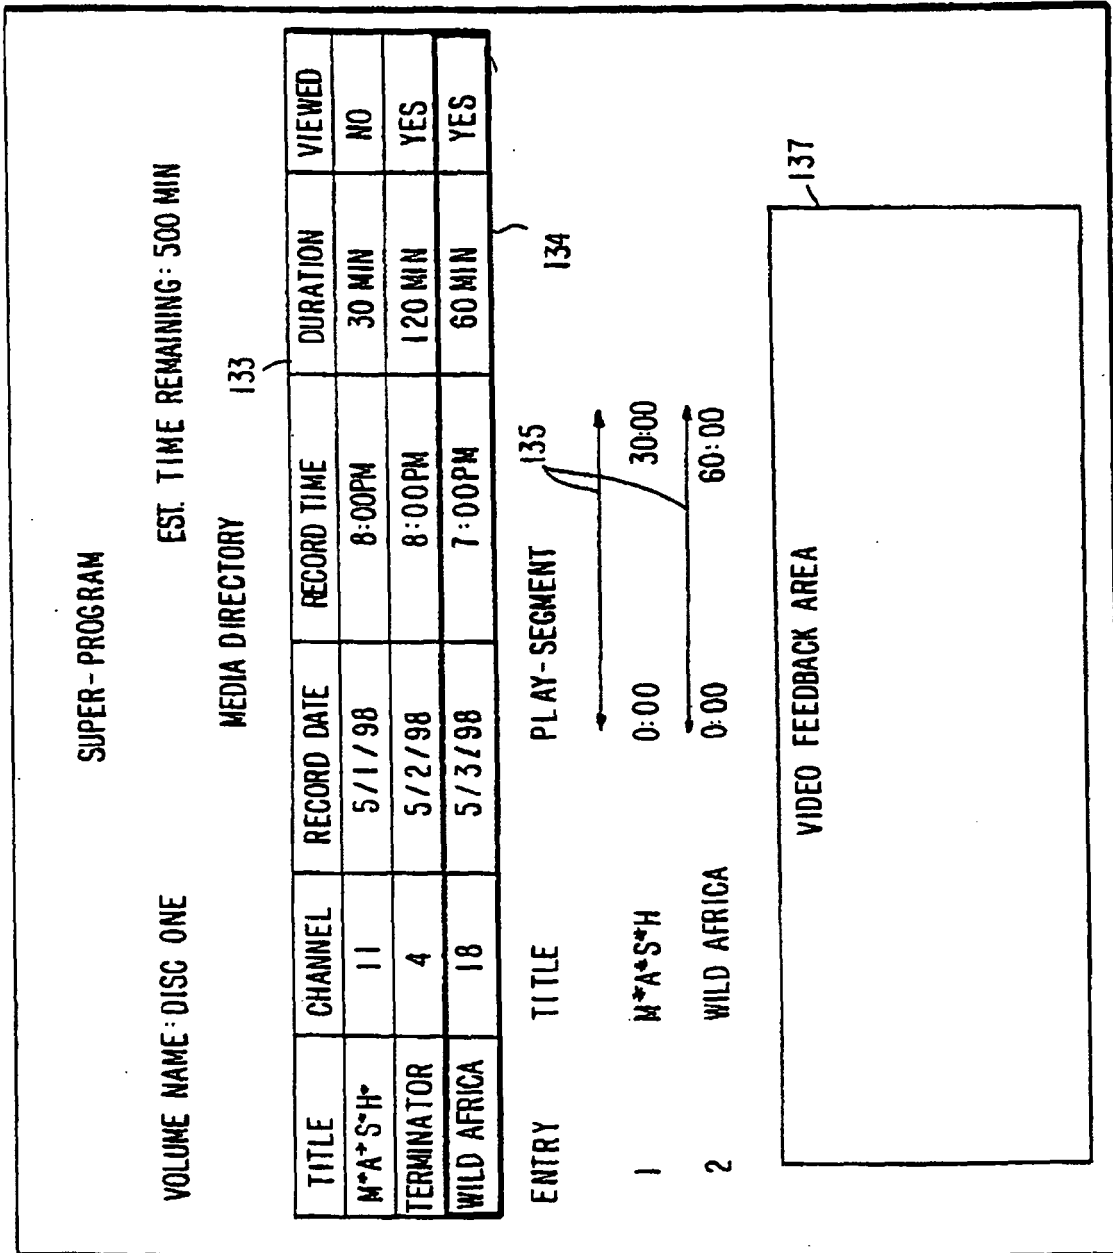 SUPER-PROGRAM
VOLUME NAME: DISC ONE EST. TIME REMAINING: 500 MIN
MEDIA DIRECTORY
133
TITLE CHANNEL RECORD DATE RECORD TIME DURATION VIEWED
M*A*S*H* 11 5/1/98 8:00PM 30 MIN NO
TERMINATOR 4 5/2/98 8:00PM 120 MIN YES
WILD AFRICA 18 5/3/98 7:00PM 60 MIN YES
134
ENTRY TITLE PLAY-SEGMENT
135
1 M*A*S*H 0:00 30:00
2 WILD AFRICA 0:00 60:00
137
VIDEO FEEDBACK AREA